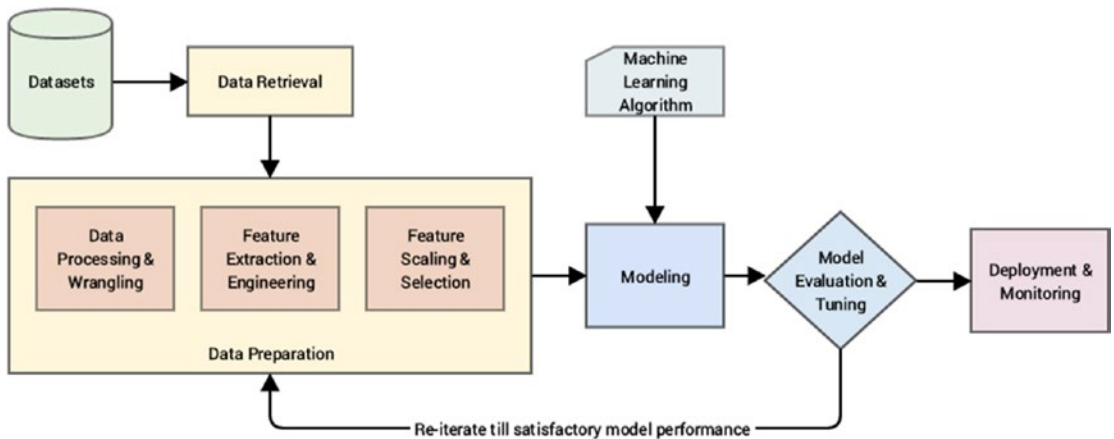 Datasets
Data Retrieval
Machine
Learning
Algorithm
Data
Processing &
Wrangling
Feature
Extraction &
Engineering
Feature
Scaling &
Selection
Data Preparation
Modeling
Model
Evaluation &
Tuning
Deployment &
Monitoring
Re-iterate till satisfactory model performance